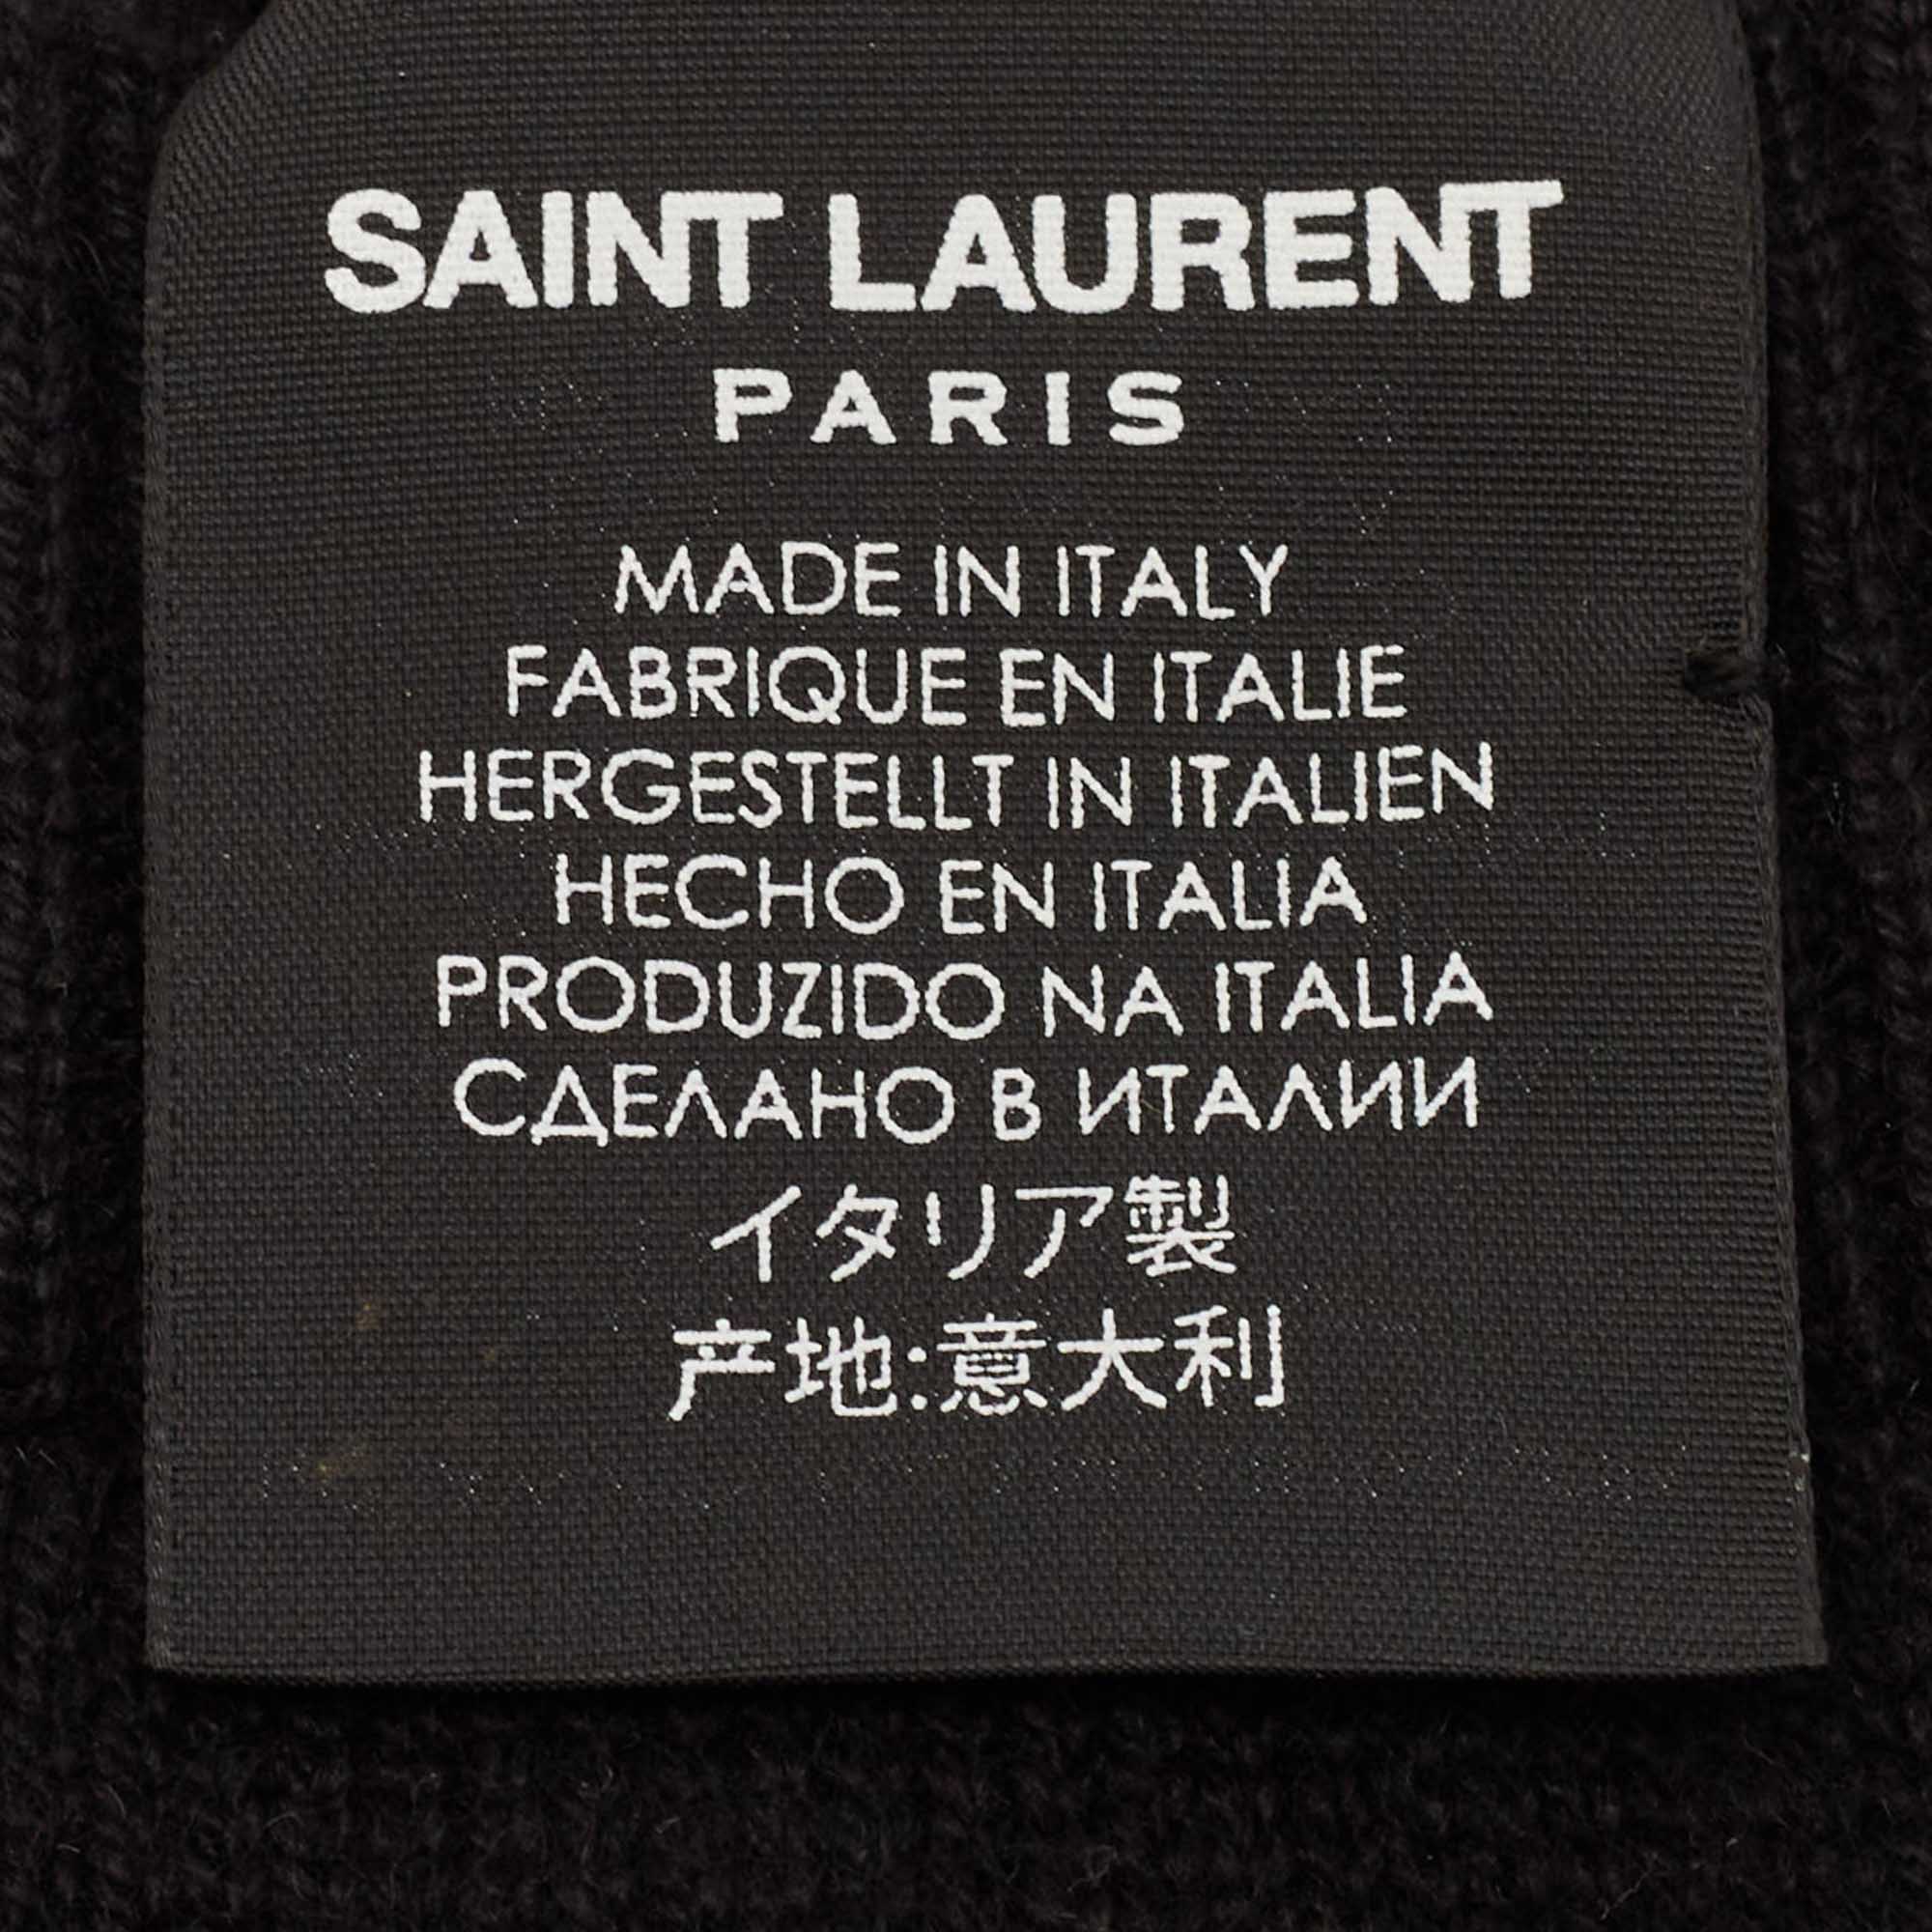 SAINT LAURENT
PARIS
MADE IN ITALY
FABRIQUE EN ITALIE
HERGESTELLT IN ITALIEN
HECHO EN ITALIA
PRODUZIDO NA ITALIA
СДЕЛАНО В ИТАЛИИ
イタリア製
产地:意大利